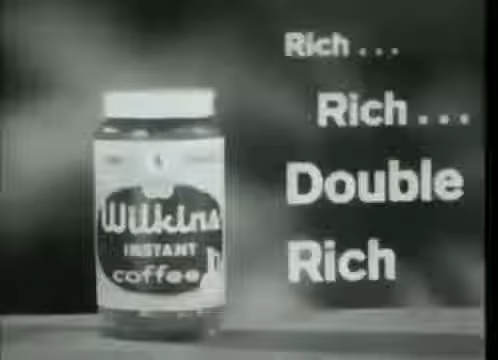 Rich...
Rich...
Double
Rich
Wilkins
INSTANT
coffee